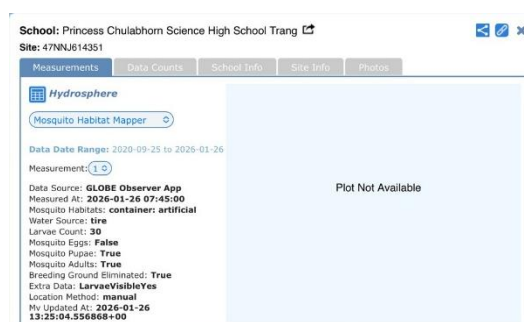 School: Princess Chulabhorn Science High School Trang
Site: 47NNJ614351
Measurements Data Counts School Info Site Info Photos
Hydrosphere
Mosquito Habitat Mapper
Data Date Range: 2020-09-25 to 2026-01-26
Measurement: 1
Plot Not Available
Data Source: GLOBE Observer App
Measured At: 2026-01-26 07:45:00
Mosquito Habitats: container: artificial
Water Source: tire
Larvae Count: 30
Mosquito Eggs: False
Mosquito Pupae: True
Mosquito Adults: True
Breeding Ground Eliminated: True
Extra Data: LarvaeVisibleYes
Location Method: manual
My Updated At: 2026-01-26
13:25:04.556868+00